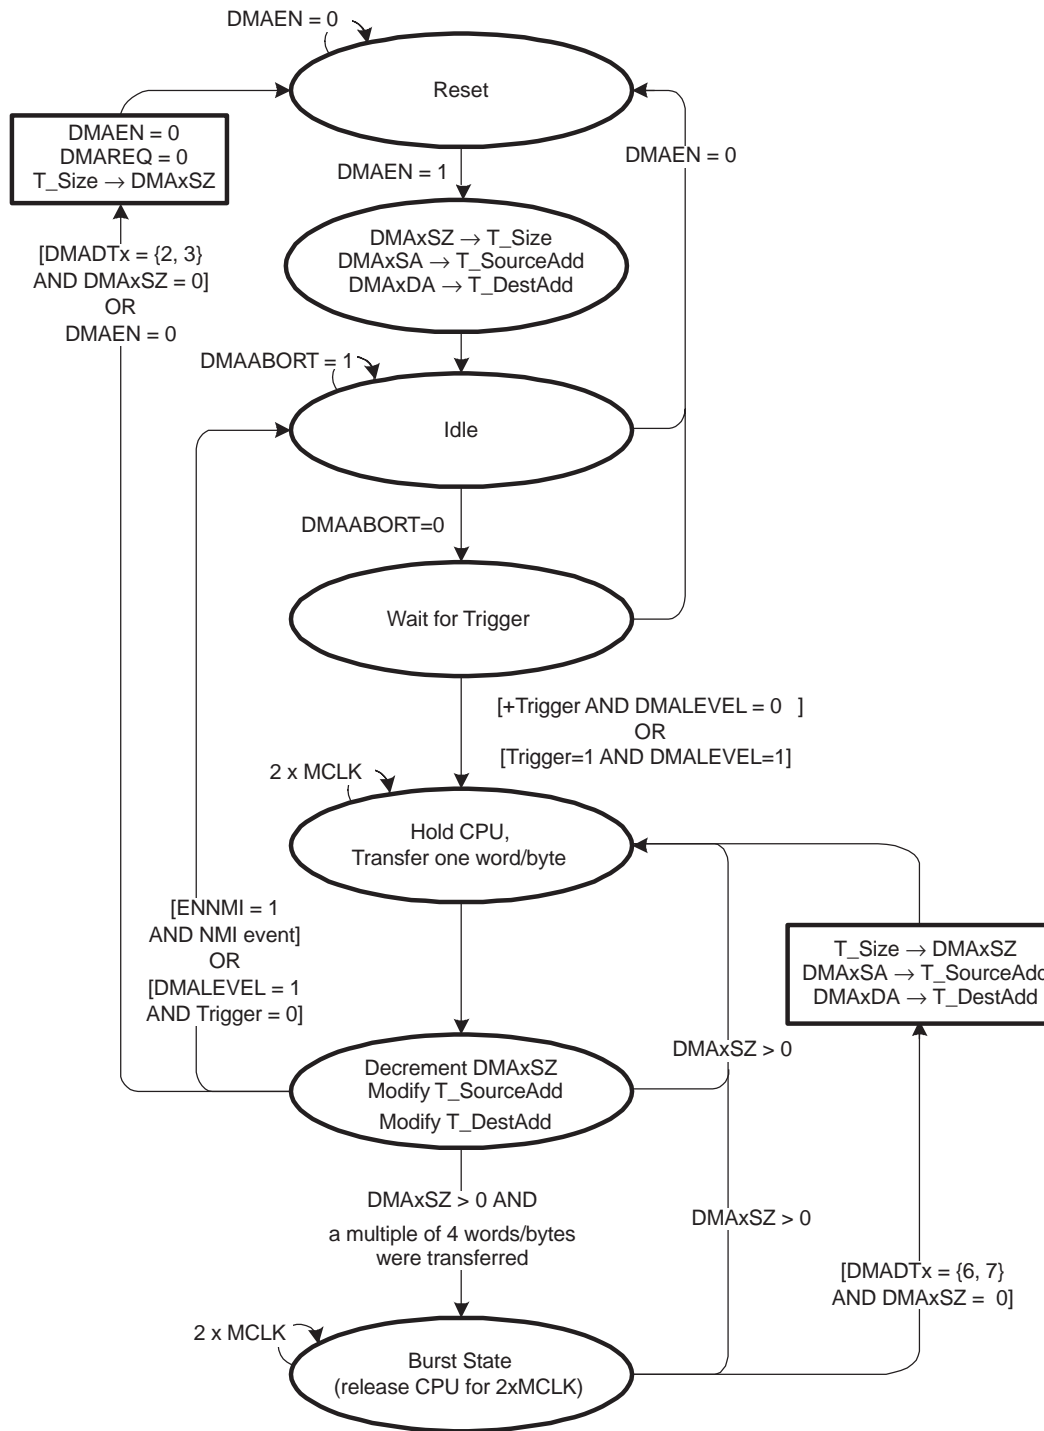 DMAEN = 0
Reset
DMAEN = 0
DMAREQ = 0
T_Size → DMAxSZ
DMAEN = 0
DMAEN = 1
DMAxSZ → T_Size
DMAxSA → T_SourceAdd
DMAxDA → T_DestAdd
[DMADTx = {2, 3}
AND DMAxSZ = 0]
OR
DMAEN = 0
DMAABORT = 1
Idle
DMAABORT=0
Wait for Trigger
[+Trigger AND DMALEVEL = 0 ]
OR
[Trigger=1 AND DMALEVEL=1]
2 x MCLK
Hold CPU,
Transfer one word/byte
[ENNMI = 1
AND NMI event]
OR
[DMALEVEL = 1
AND Trigger = 0]
T_Size → DMAxSZ
DMAxSA → T_SourceAdd
DMAxDA → T_DestAdd
DMAxSZ > 0
Decrement DMAxSZ
Modify T_SourceAdd
Modify T_DestAdd
DMAxSZ > 0 AND
a multiple of 4 words/bytes
were transferred
DMAxSZ > 0
[DMADTx = {6, 7}
AND DMAxSZ = 0]
2 x MCLK
Burst State
(release CPU for 2xMCLK)